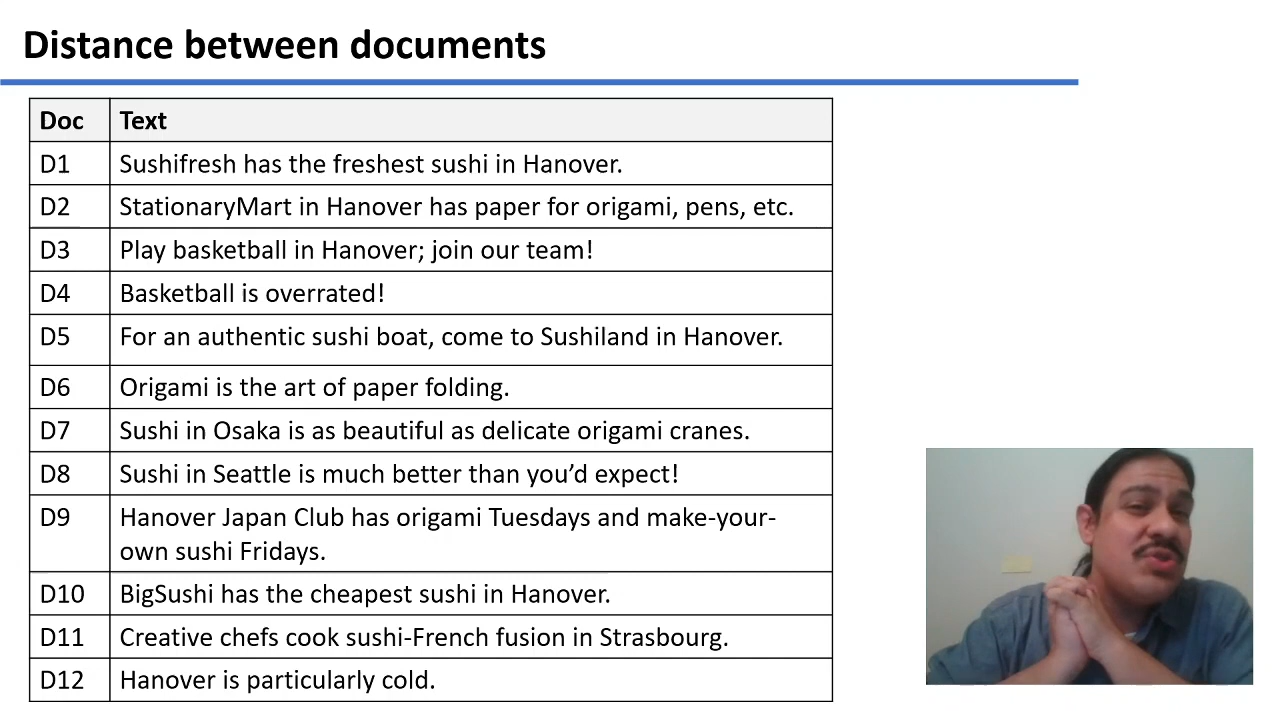 Distance between documents
Doc Text
D1 Sushifresh has the freshest sushi in Hanover.
D2 StationaryMart in Hanover has paper for origami, pens, etc.
D3 Play basketball in Hanover; join our team!
D4 Basketball is overrated!
D5 For an authentic sushi boat, come to Sushiland in Hanover.
D6 Origami is the art of paper folding.
D7 Sushi in Osaka is as beautiful as delicate origami cranes.
D8 Sushi in Seattle is much better than you’d expect!
D9 Hanover Japan Club has origami Tuesdays and make-your-
own sushi Fridays.
D10 BigSushi has the cheapest sushi in Hanover.
D11 Creative chefs cook sushi-French fusion in Strasbourg.
D12 Hanover is particularly cold.